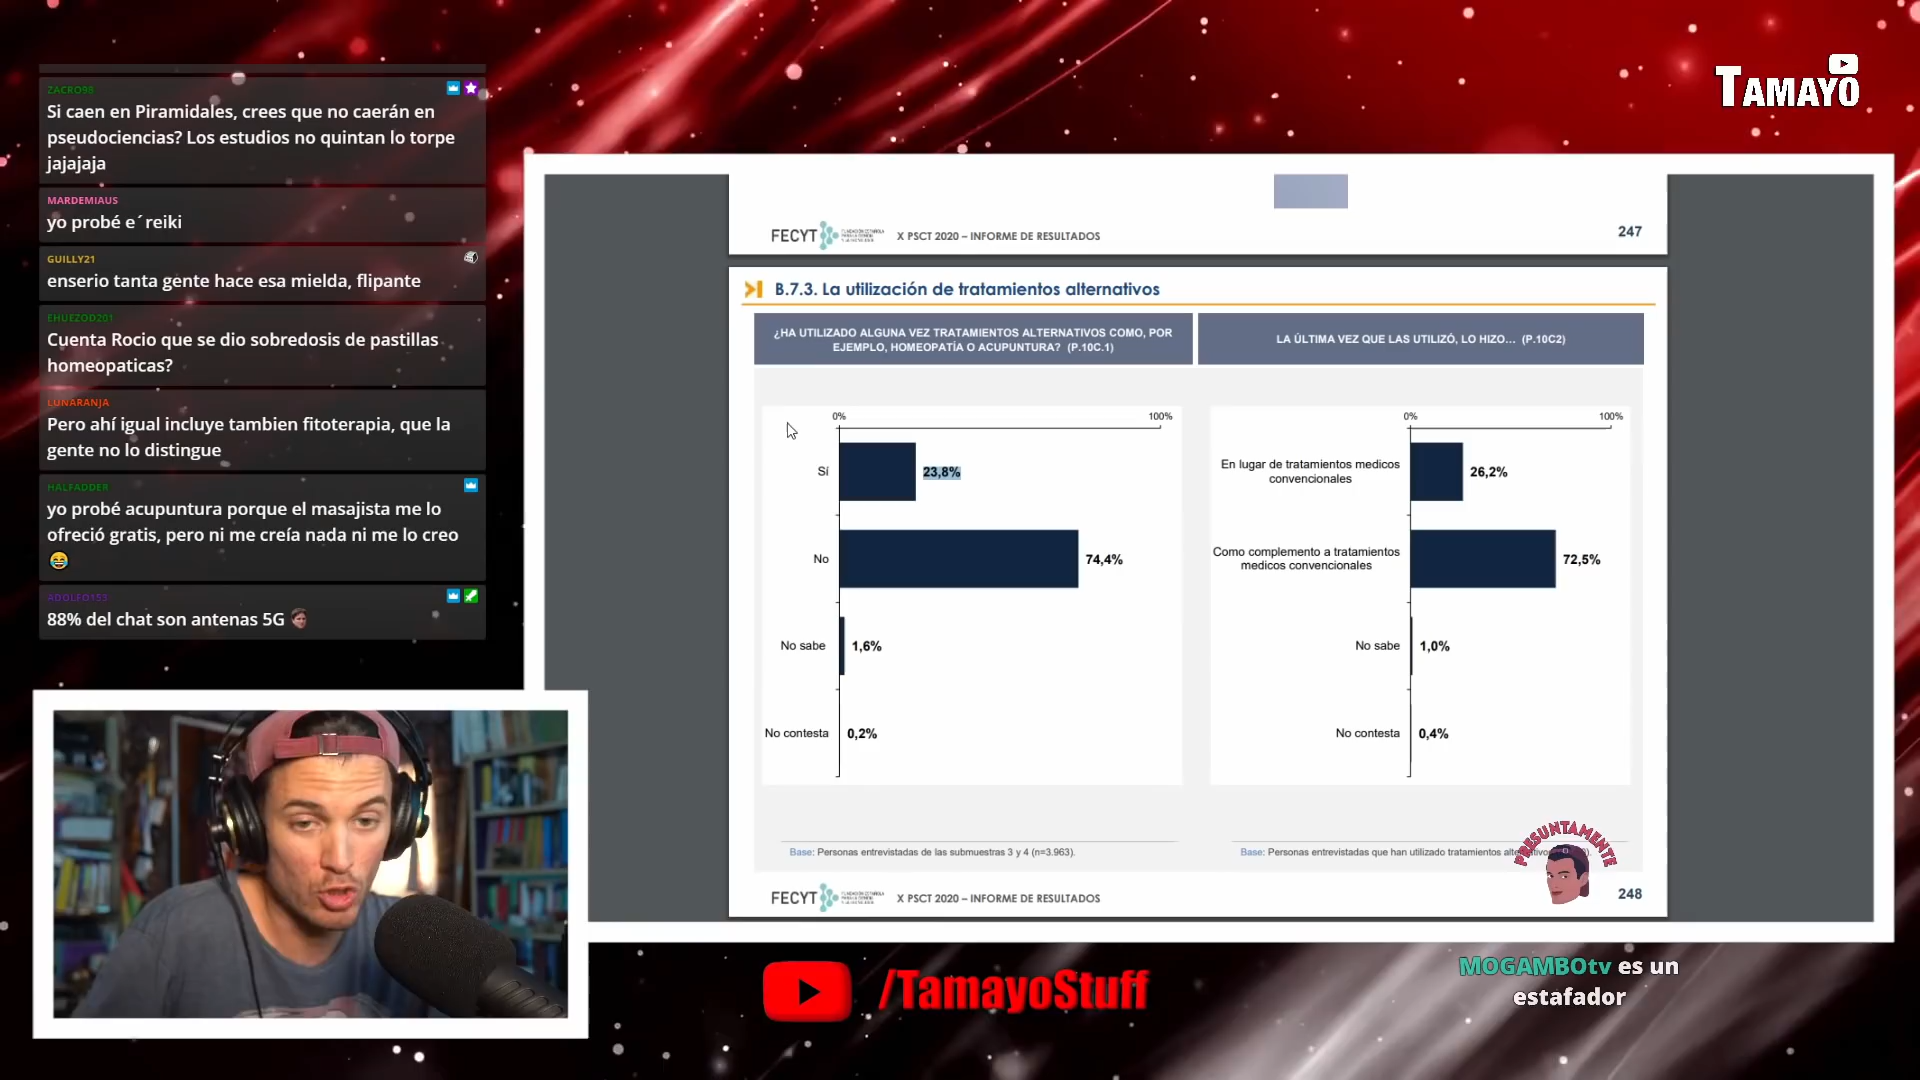 ZACRO98
Si caen en Piramidales, crees que no caerán en
pseudociencias? Los estudios no quintan lo torpe
jajajaja
MARDEMIAUS
yo probé e´reiki
GUILLY21
enserio tanta gente hace esa mielda, flipante
EHUEZOD201
Cuenta Rocio que se dio sobredosis de pastillas
homeopaticas?
LUNARANJA
Pero ahí igual incluye tambien fitoterapia, que la
gente no lo distingue
HALFADDER
yo probé acupuntura porque el masajista me lo
ofreció gratis, pero ni me creía nada ni me lo creo
😂
ADOLFO153
88% del chat son antenas 5G
TAMAYO
FECYT
X PSCT 2020 – INFORME DE RESULTADOS
247
B.7.3. La utilización de tratamientos alternativos
¿HA UTILIZADO ALGUNA VEZ TRATAMIENTOS ALTERNATIVOS COMO, POR
EJEMPLO, HOMEOPATÍA O ACUPUNTURA? (P.10C.1)
0% 100%
Sí 23,8%
No 74,4%
No sabe 1,6%
No contesta 0,2%
Base: Personas entrevistadas de las submuestras 3 y 4 (n=3.963).
LA ÚLTIMA VEZ QUE LAS UTILIZÓ, LO HIZO... (P.10C2)
0% 100%
En lugar de tratamientos medicos
convencionales 26,2%
Como complemento a tratamientos
medicos convencionales 72,5%
No sabe 1,0%
No contesta 0,4%
Base: Personas entrevistadas que han utilizado tratamientos
PRESUNTAMENTE
FECYT
X PSCT 2020 – INFORME DE RESULTADOS
248
/TamayoStuff
MOGAMBOtv es un
estafador